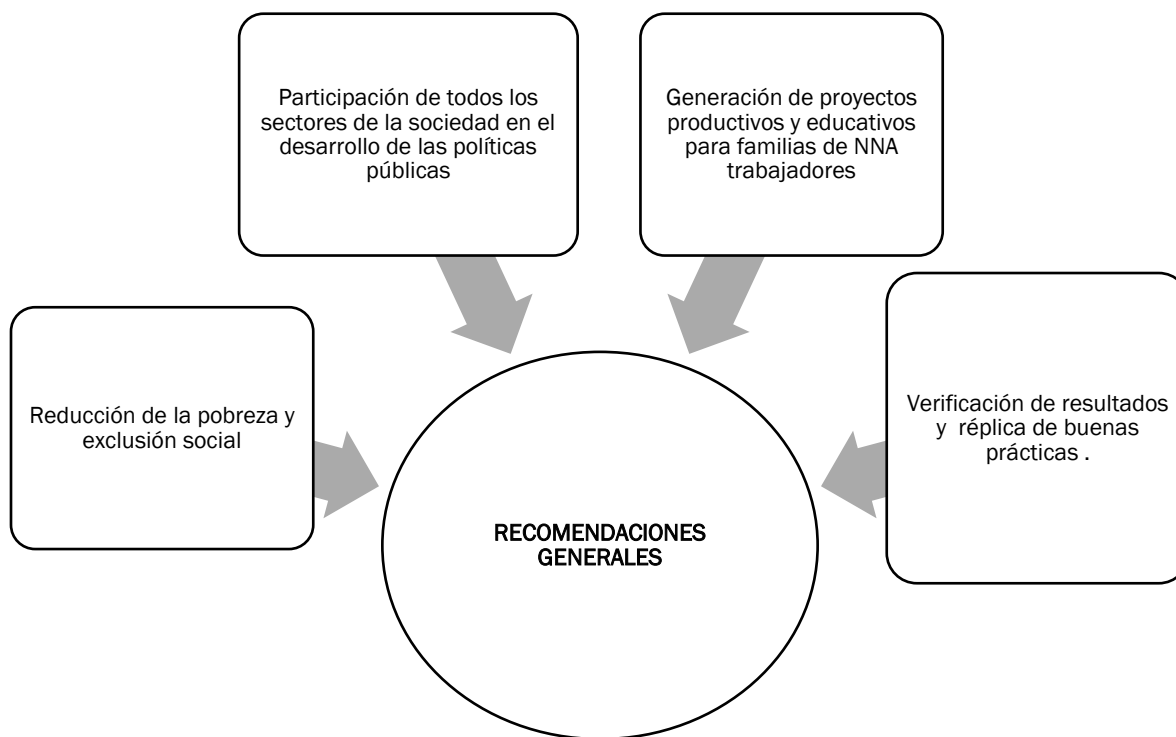 Participación de todos los
sectores de la sociedad en el
desarrollo de las políticas
públicas
Generación de proyectos
productivos y educativos
para familias de NNA
trabajadores
Reducción de la pobreza y
exclusión social
Verificación de resultados
y  réplica de buenas
prácticas .
RECOMENDACIONES
GENERALES